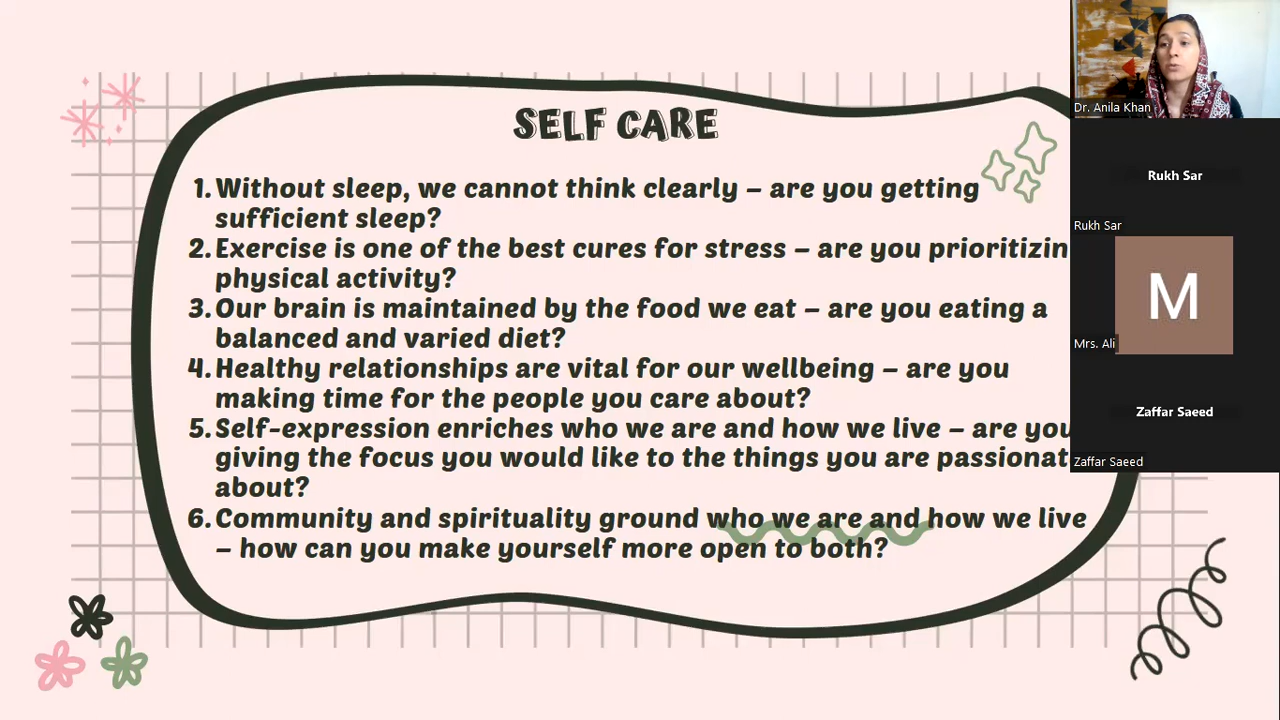 SELF CARE
1. Without sleep, we cannot think clearly – are you getting
sufficient sleep?
2. Exercise is one of the best cures for stress – are you prioritizin
physical activity?
3. Our brain is maintained by the food we eat – are you eating a
balanced and varied diet?
4. Healthy relationships are vital for our wellbeing – are you
making time for the people you care about?
5. Self-expression enriches who we are and how we live – are you
giving the focus you would like to the things you are passionat
about?
6. Community and spirituality ground who we are and how we live
– how can you make yourself more open to both?
Dr. Anila Khan
Rukh Sar
Rukh Sar
M
Mrs. Ali
Zaffar Saeed
Zaffar Saeed